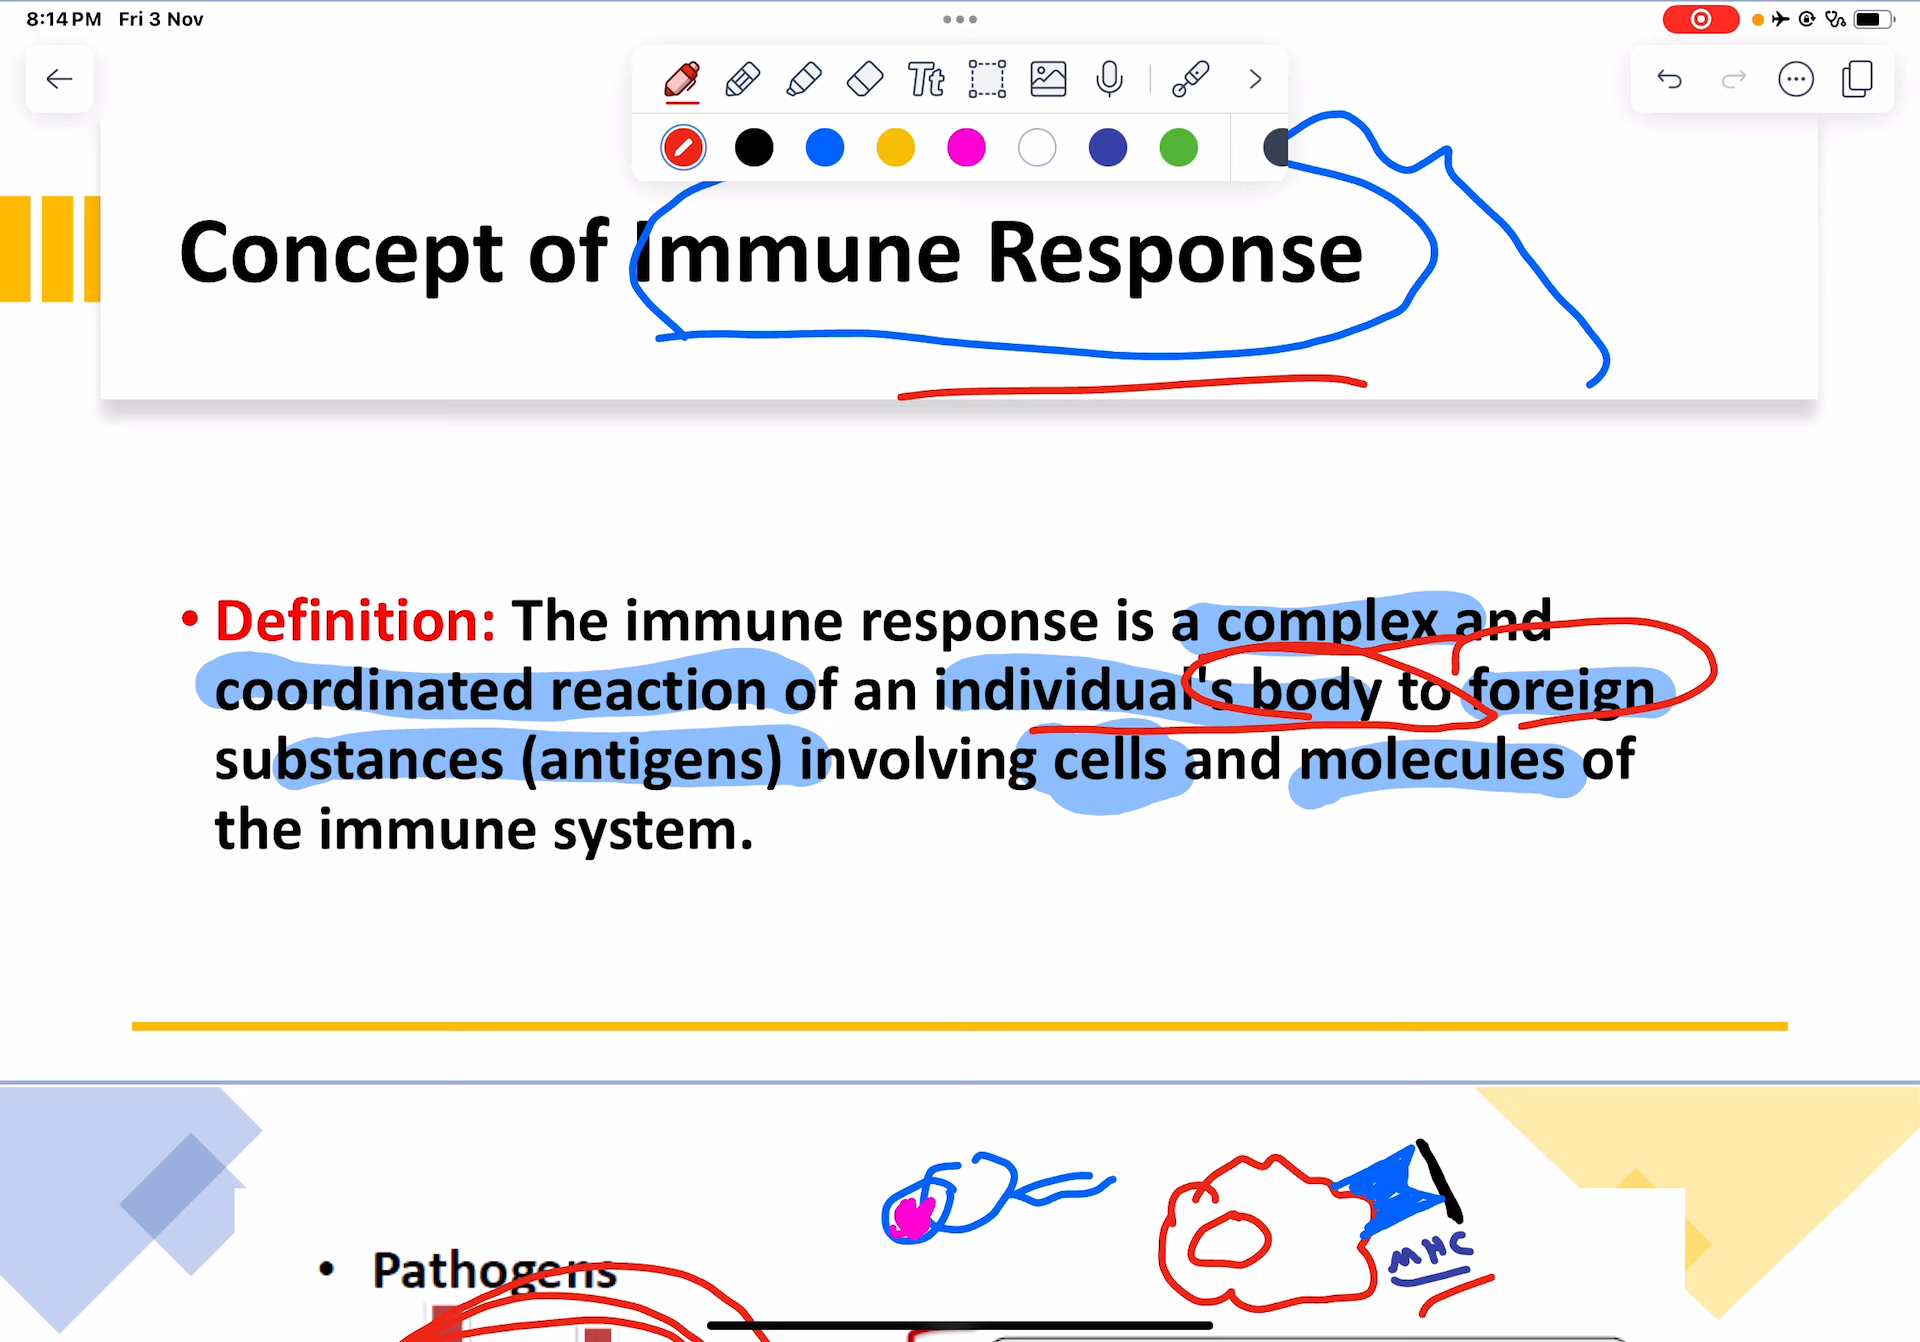 8:14 PM Fri 3 Nov
Tt
Concept of Immune Response
• Definition: The immune response is a complex and
coordinated reaction of an individual's body to foreign
substances (antigens) involving cells and molecules of
the immune system.
MHC
• Pathogens